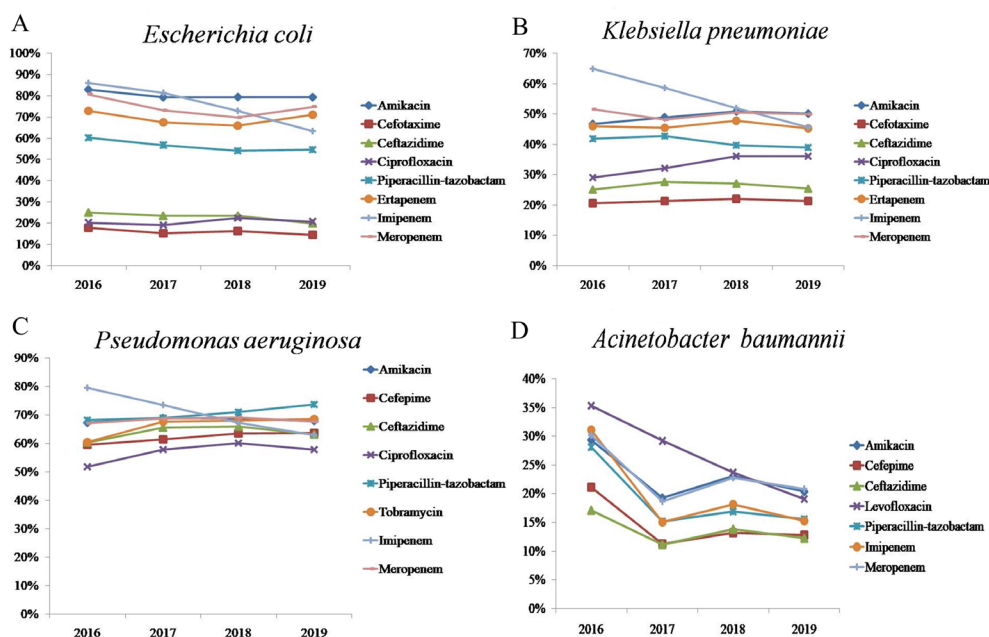 A
Escherichia coli
100%
90%
80%
70%
60%
50%
40%
30%
20%
10%
0%
2016 2017 2018 2019
Amikacin
Cefotaxime
Ceftazidime
Ciprofloxacin
Piperacillin-tazobactam
Ertapenem
Imipenem
Meropenem
B
Klebsiella pneumoniae
70%
60%
50%
40%
30%
20%
10%
0%
2016 2017 2018 2019
Amikacin
Cefotaxime
Ceftazidime
Ciprofloxacin
Piperacillin-tazobactam
Ertapenem
Imipenem
Meropenem
C
Pseudomonas aeruginosa
90%
80%
70%
60%
50%
40%
30%
20%
10%
0%
2016 2017 2018 2019
Amikacin
Cefepime
Ceftazidime
Ciprofloxacin
Piperacillin-tazobactam
Tobramycin
Imipenem
Meropenem
D
Acinetobacter baumannii
40%
35%
30%
25%
20%
15%
10%
5%
0%
2016 2017 2018 2019
Amikacin
Cefepime
Ceftazidime
Levofloxacin
Piperacillin-tazobactam
Imipenem
Meropenem